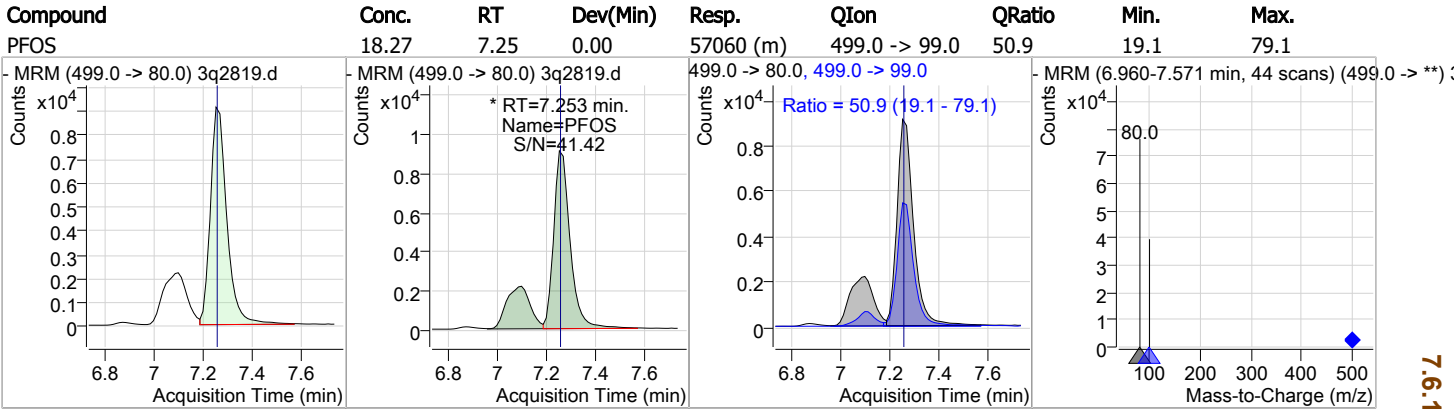 Compound Conc. RT Dev(Min) Resp. QIon QRatio Min. Max.
PFOS 18.27 7.25 0.00 57060 (m) 499.0 -> 99.0 50.9 19.1 79.1
- MRM (499.0 -> 80.0) 3q2819.d
Counts
x10^4
0.8
0.7
0.6
0.5
0.4
0.3
0.2
0.1
0
6.8 7 7.2 7.4 7.6
Acquisition Time (min)
- MRM (499.0 -> 80.0) 3q2819.d
Counts
x10^4
* RT=7.253 min.
Name=PFOS
S/N=41.42
1
0.8
0.6
0.4
0.2
0
6.8 7 7.2 7.4 7.6
Acquisition Time (min)
499.0 -> 80.0, 499.0 -> 99.0
Counts
x10^4
Ratio = 50.9 (19.1 - 79.1)
0.8
0.6
0.4
0.2
0
6.8 7 7.2 7.4 7.6
Acquisition Time (min)
- MRM (6.960-7.571 min, 44 scans) (499.0 -> **) 3
Counts
x10^4
80.0
7
6
5
4
3
2
1
0
100 200 300 400 500
Mass-to-Charge (m/z)
7.6.1